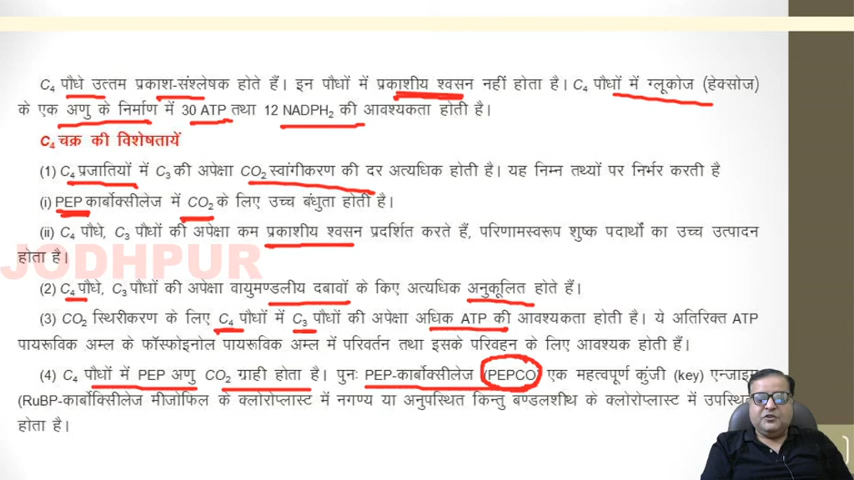 C₄ पौधे उत्तम प्रकाश-संश्लेषक होते हैं। इन पौधों में प्रकाशीय श्वसन नहीं होता है। C₄ पौधों में ग्लूकोज (हेक्सोज)
के एक अणु के निर्माण में 30 ATP तथा 12 NADPH₂ की आवश्यकता होती है।
C₄ चक्र की विशेषतायें
(1) C₄ प्रजातियों में C₃ की अपेक्षा CO₂ स्वांगीकरण की दर अत्यधिक होती है। यह निम्न तथ्यों पर निर्भर करती है
(i) PEP कार्बोक्सीलेज में CO₂ के लिए उच्च बंधुता होती है।
(ii) C₄ पौधे, C₃ पौधों की अपेक्षा कम प्रकाशीय श्वसन प्रदर्शित करते हैं, परिणामस्वरूप शुष्क पदार्थों का उच्च उत्पादन
होता है।
JODHPUR
(2) C₄ पौधे, C₃ पौधों की अपेक्षा वायुमण्डलीय दबावों के किए अत्यधिक अनुकूलित होते हैं।
(3) CO₂ स्थिरीकरण के लिए C₄ पौधों में C₃ पौधों की अपेक्षा अधिक ATP की आवश्यकता होती है। ये अतिरिक्त ATP
पायरूविक अम्ल के फॉस्फोइनोल पायरूविक अम्ल में परिवर्तन तथा इसके परिवहन के लिए आवश्यक होती हैं।
(4) C₄ पौधों में PEP अणु CO₂ ग्राही होता है। पुनः PEP-कार्बोक्सीलेज (PEPCO) एक महत्वपूर्ण कुंजी (key) एन्जाइम
(RuBP-कार्बोक्सीलेज मीजोफिल के क्लोरोप्लास्ट में नगण्य या अनुपस्थित किन्तु बण्डलशीथ के क्लोरोप्लास्ट में उपस्थित
होता है।